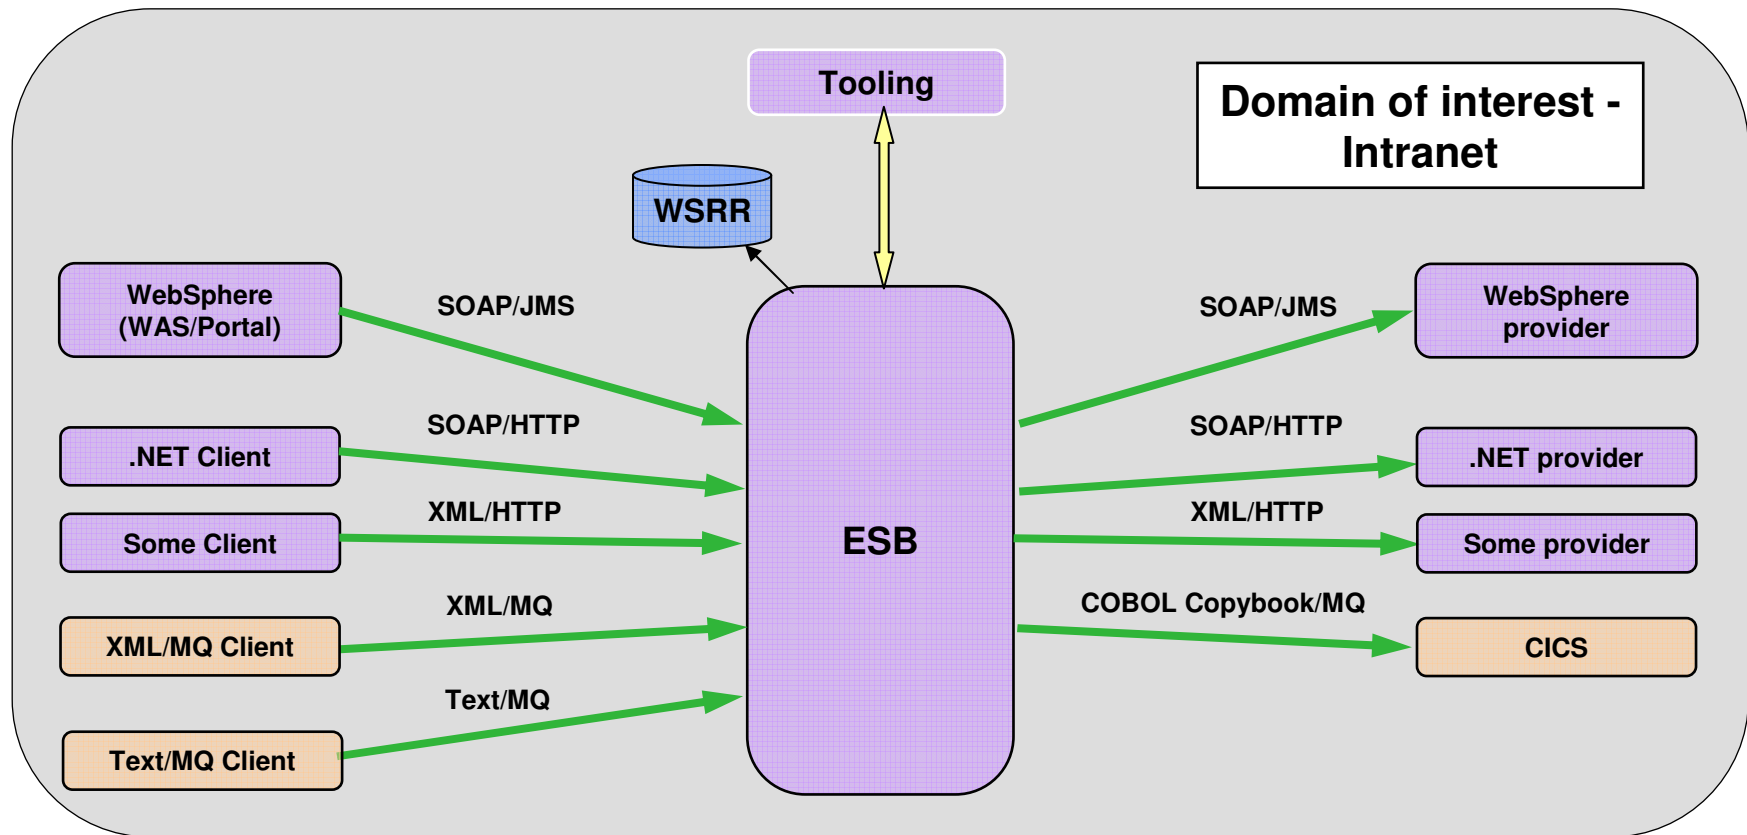 Tooling
Domain of interest -
Intranet
WSRR
WebSphere
(WAS/Portal)
SOAP/JMS
SOAP/JMS
WebSphere
provider
.NET Client
SOAP/HTTP
SOAP/HTTP
.NET provider
Some Client
XML/HTTP
ESB
XML/HTTP
Some provider
XML/MQ Client
XML/MQ
COBOL Copybook/MQ
CICS
Text/MQ Client
Text/MQ